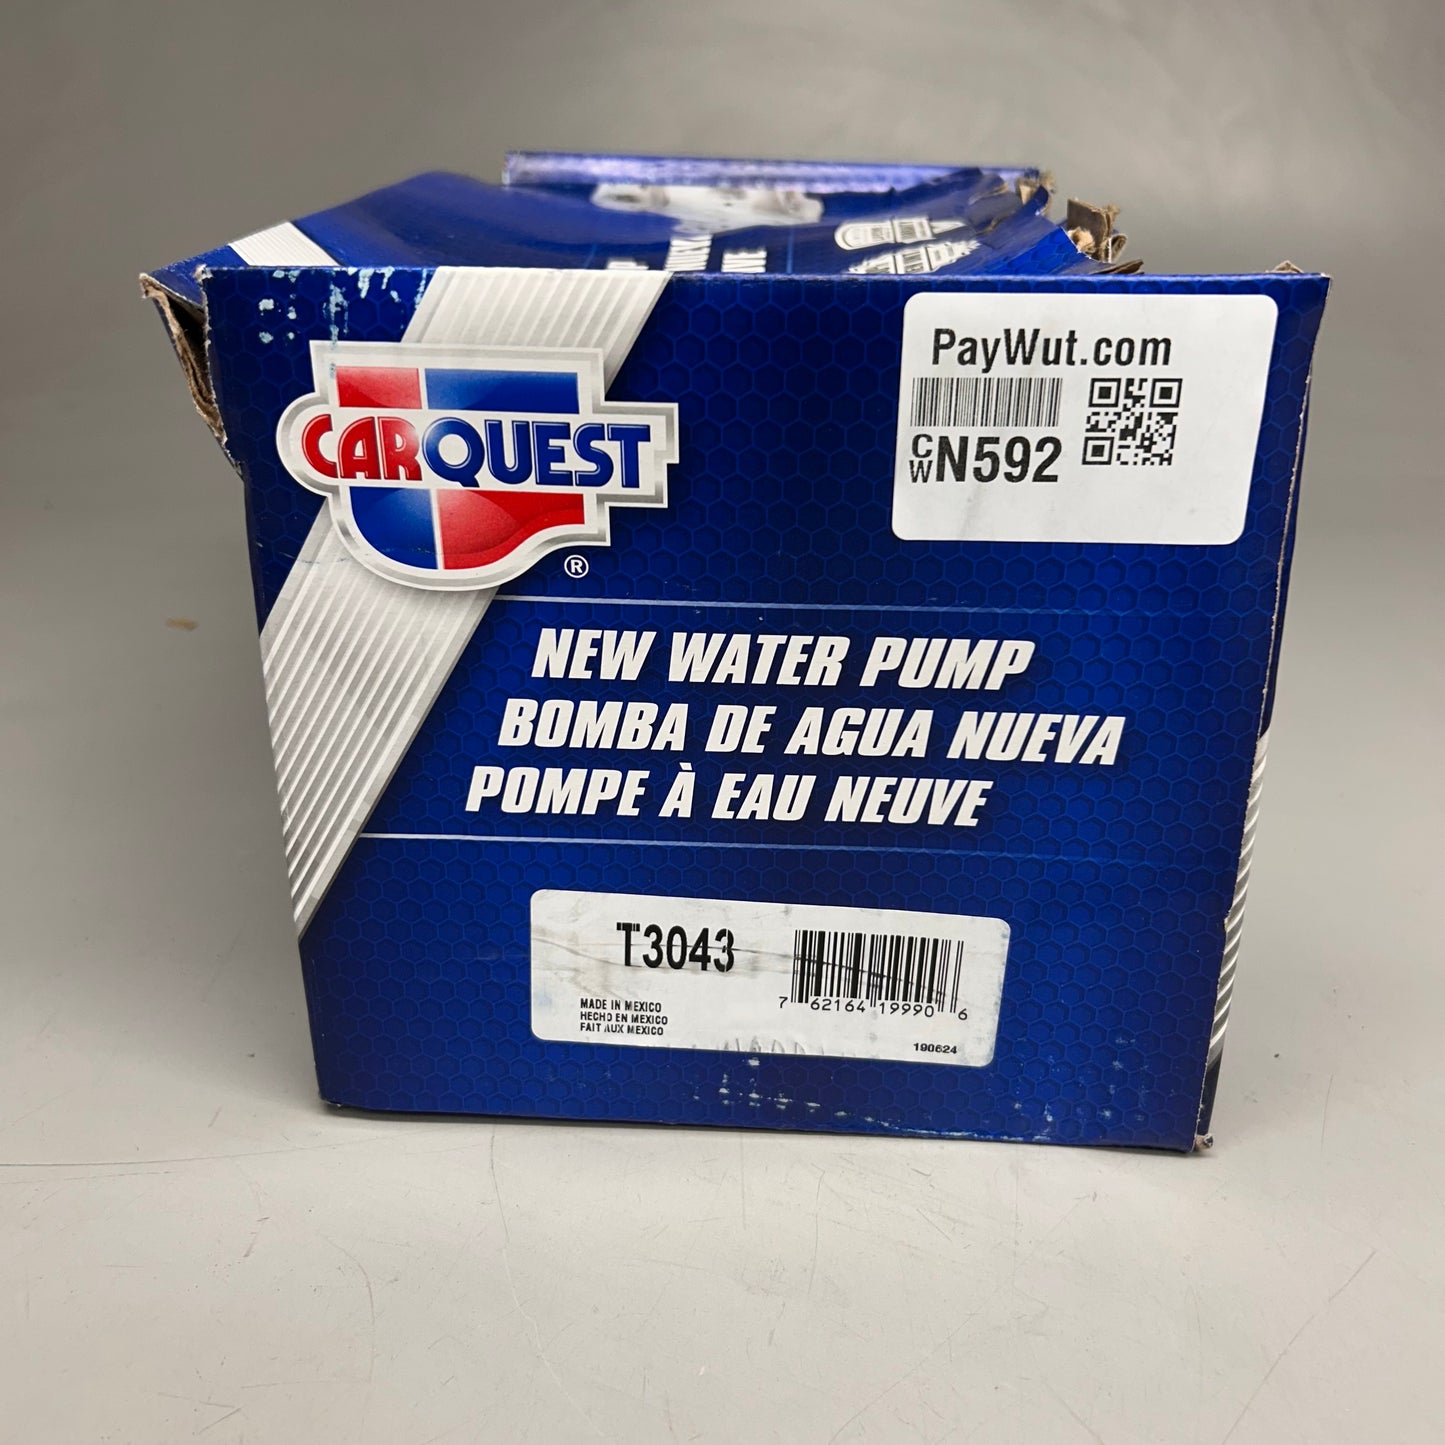 CARQUEST
®
PayWut.com
CW N592
NEW WATER PUMP
BOMBA DE AGUA NUEVA
POMPE À EAU NEUVE
T3043
MADE IN MEXICO
HECHO EN MEXICO
FAIT AUX MEXICO
7 62164 19990 6
190624